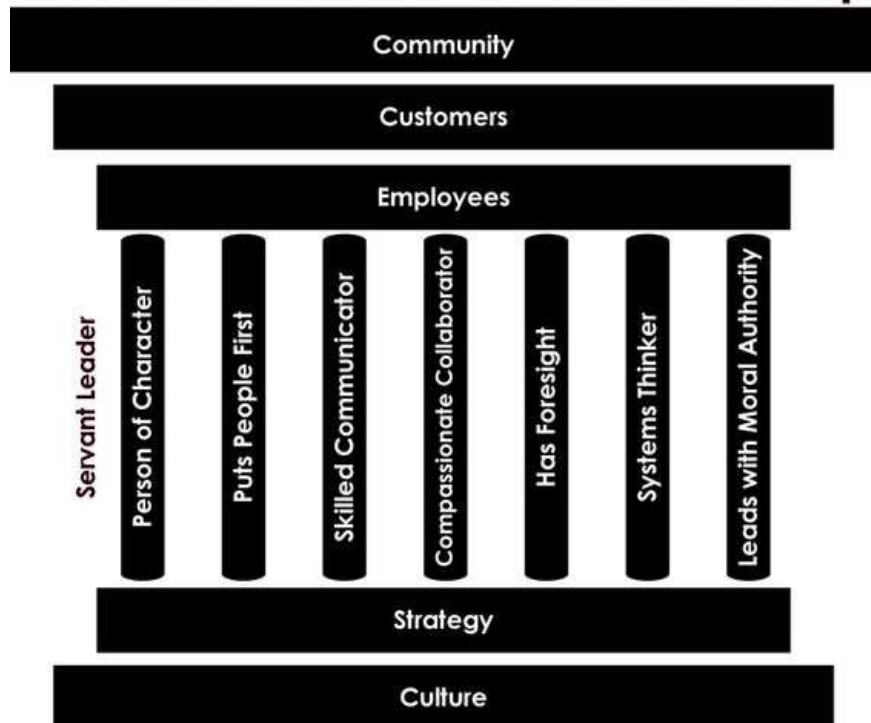 Community
Customers
Employees
Servant Leader
Person of Character
Puts People First
Skilled Communicator
Compassionate Collaborator
Has Foresight
Systems Thinker
Leads with Moral Authority
Strategy
Culture